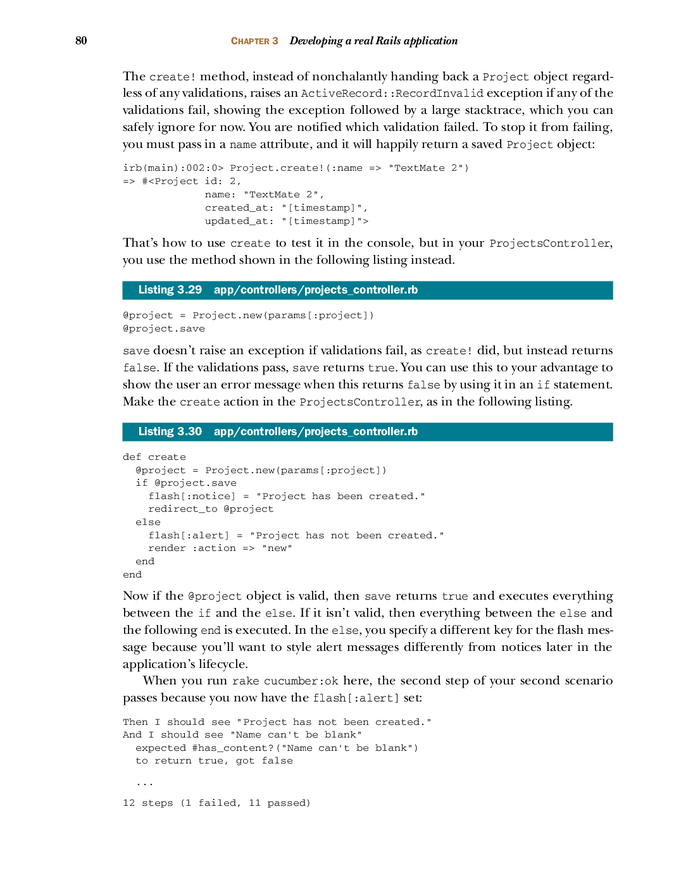 80 CHAPTER 3 Developing a real Rails application
The create! method, instead of nonchalantly handing back a Project object regard-
less of any validations, raises an ActiveRecord::RecordInvalid exception if any of the
validations fail, showing the exception followed by a large stacktrace, which you can
safely ignore for now. You are notified which validation failed. To stop it from failing,
you must pass in a name attribute, and it will happily return a saved Project object:
irb(main):002:0> Project.create!(:name => "TextMate 2")
=> #<Project id: 2,
name: "TextMate 2",
created_at: "[timestamp]",
updated_at: "[timestamp]">
That's how to use create to test it in the console, but in your ProjectsController,
you use the method shown in the following listing instead.
Listing 3.29 app/controllers/projects_controller.rb
@project = Project.new(params[:project])
@project.save
save doesn't raise an exception if validations fail, as create! did, but instead returns
false. If the validations pass, save returns true. You can use this to your advantage to
show the user an error message when this returns false by using it in an if statement.
Make the create action in the ProjectsController, as in the following listing.
Listing 3.30 app/controllers/projects_controller.rb
def create
@project = Project.new(params[:project])
if @project.save
flash[:notice] = "Project has been created."
redirect_to @project
else
flash[:alert] = "Project has not been created."
render :action => "new"
end
end
Now if the @project object is valid, then save returns true and executes everything
between the if and the else. If it isn't valid, then everything between the else and
the following end is executed. In the else, you specify a different key for the flash mes-
sage because you'll want to style alert messages differently from notices later in the
application's lifecycle.
When you run rake cucumber:ok here, the second step of your second scenario
passes because you now have the flash[:alert] set:
Then I should see "Project has not been created."
And I should see "Name can't be blank"
expected #has_content?("Name can't be blank")
to return true, got false
...
12 steps (1 failed, 11 passed)